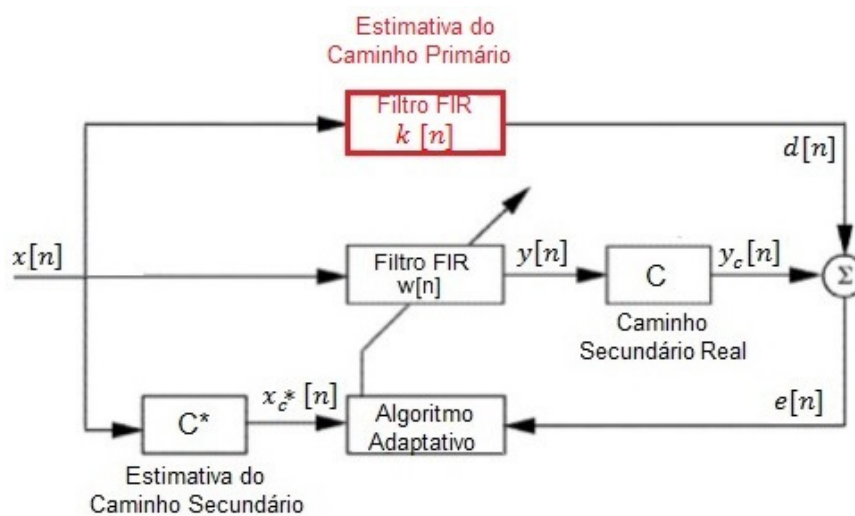 Estimativa do
Caminho Primário
Filtro FIR
k [n]
d[n]
x[n]
Filtro FIR
w[n]
y[n]
C
y_c[n]
Σ
Caminho
Secundário Real
C*
x_c*[n]
Algoritmo
Adaptativo
e[n]
Estimativa do
Caminho Secundário